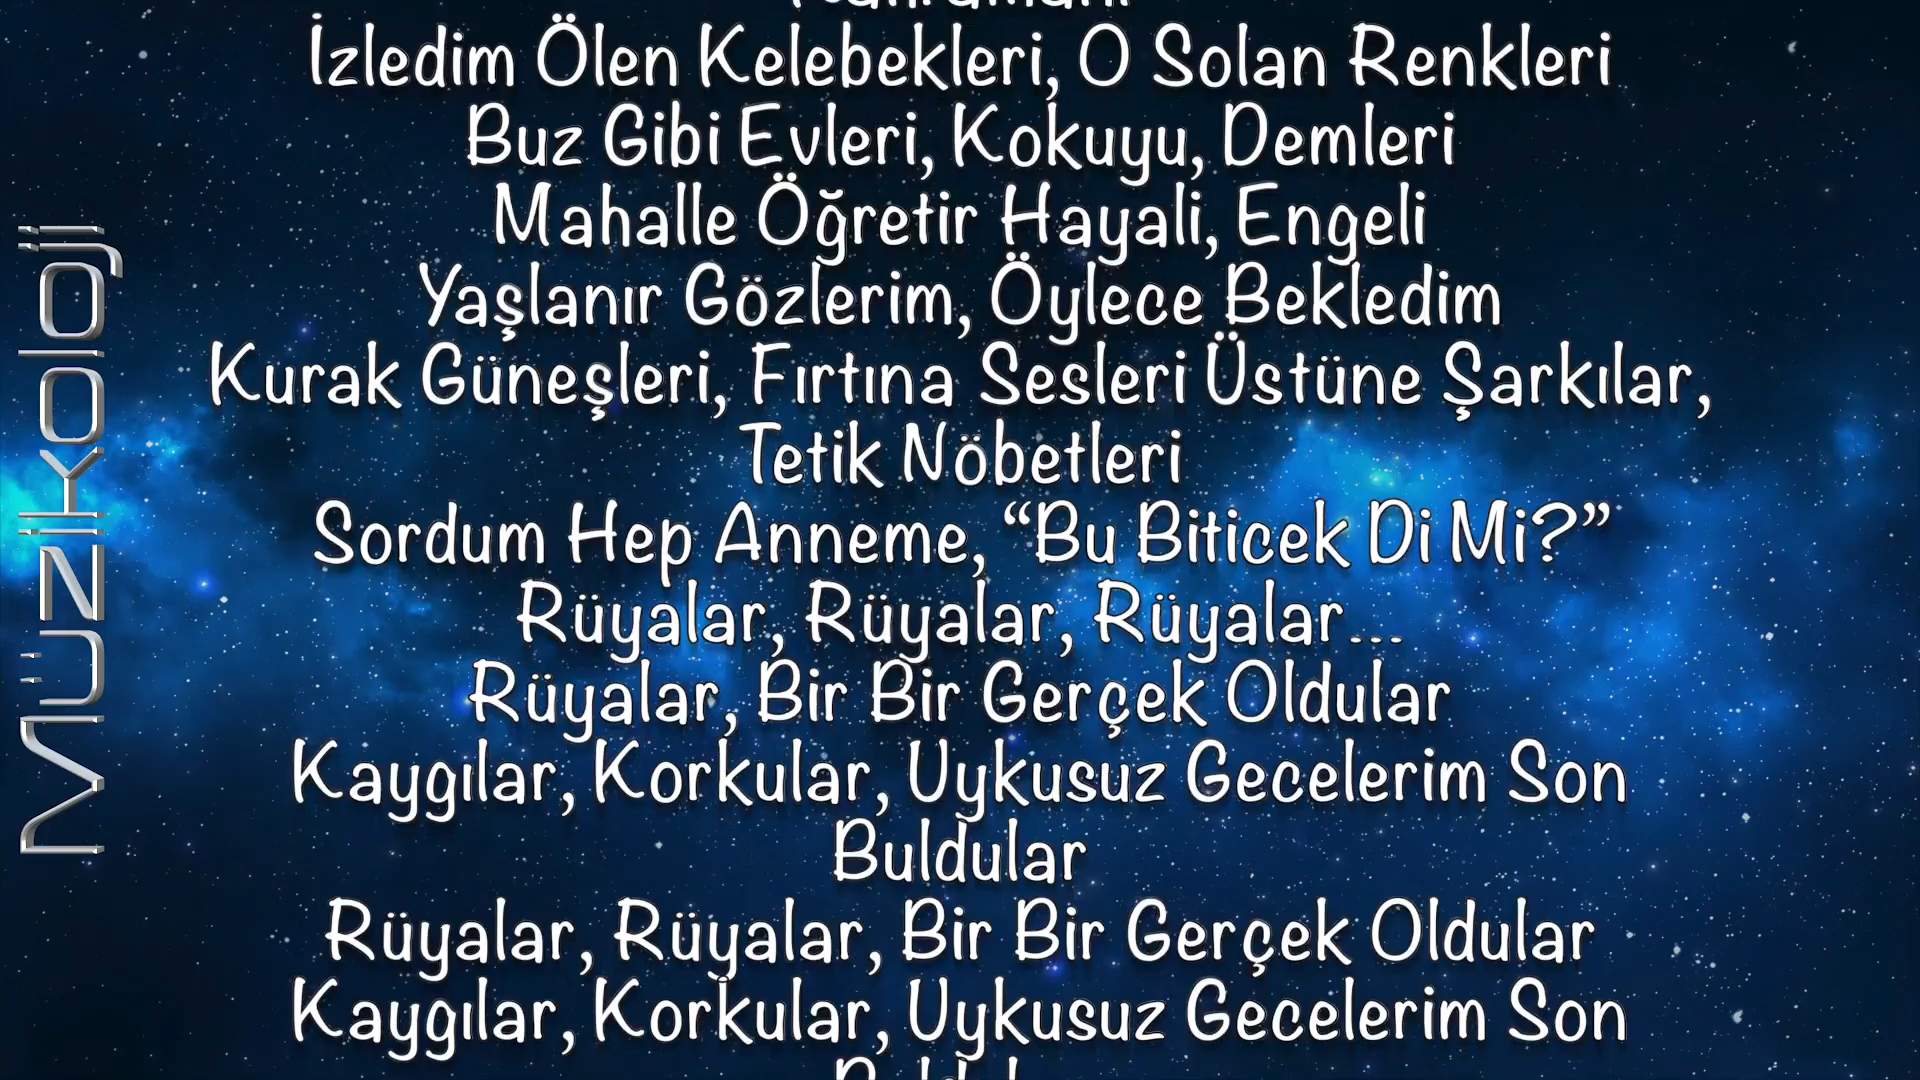 İzledim Ölen Kelebekleri, O Solan Renkleri
Buz Gibi Evleri, Kokuyu, Demleri
Mahalle Öğretir Hayali, Engeli
Yaşlanır Gözlerim, Öylece Bekledim
Kurak Güneşleri, Fırtına Sesleri Üstüne Şarkılar,
Tetik Nöbetleri
Sordum Hep Anneme, “Bu Biticek Di Mi?”
Rüyalar, Rüyalar, Rüyalar...
Rüyalar, Bir Bir Gerçek Oldular
Kaygılar, Korkular, Uykusuz Gecelerim Son
Buldular
Rüyalar, Rüyalar, Bir Bir Gerçek Oldular
Kaygılar, Korkular, Uykusuz Gecelerim Son
Müzikoloji